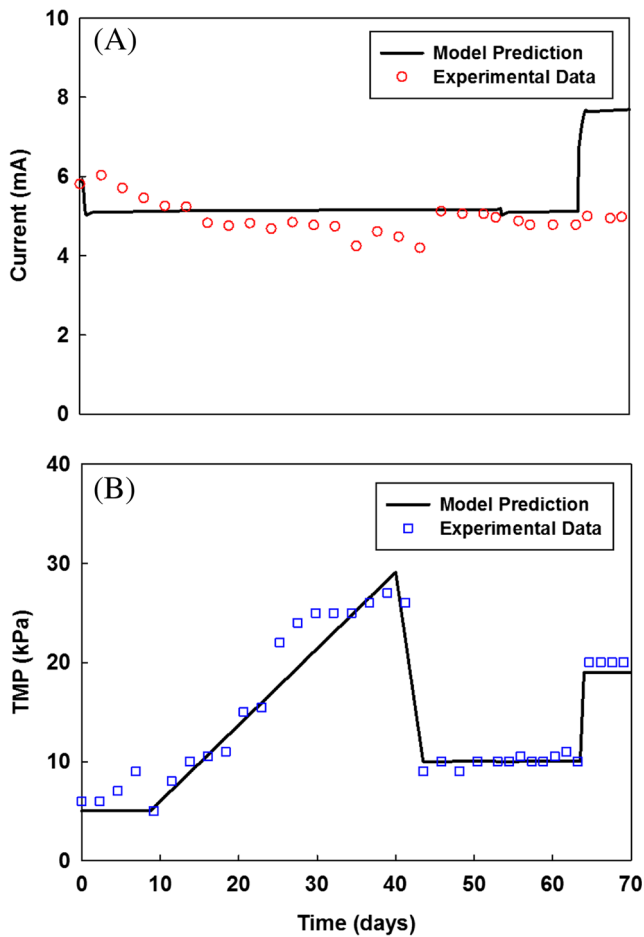 (A)
Model Prediction
Experimental Data
Current (mA)
10
8
6
4
2
0
(B)
Model Prediction
Experimental Data
TMP (kPa)
40
30
20
10
0
0 10 20 30 40 50 60 70
Time (days)